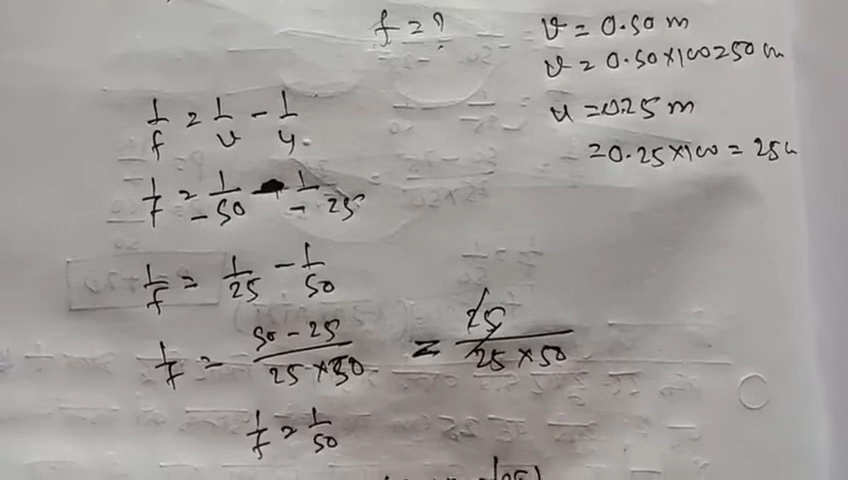 f = ?
v = 0.50 m
v = 0.50 × 100 = 50 cm
u = 0.25 m
= 0.25 × 100 = 25 c
1/f = 1/v - 1/u
1/f = 1/-50 - 1/-25
1/f = 1/25 - 1/50
1/f = 50 - 25/25 × 50 = 25/25 × 50
1/f = 1/50